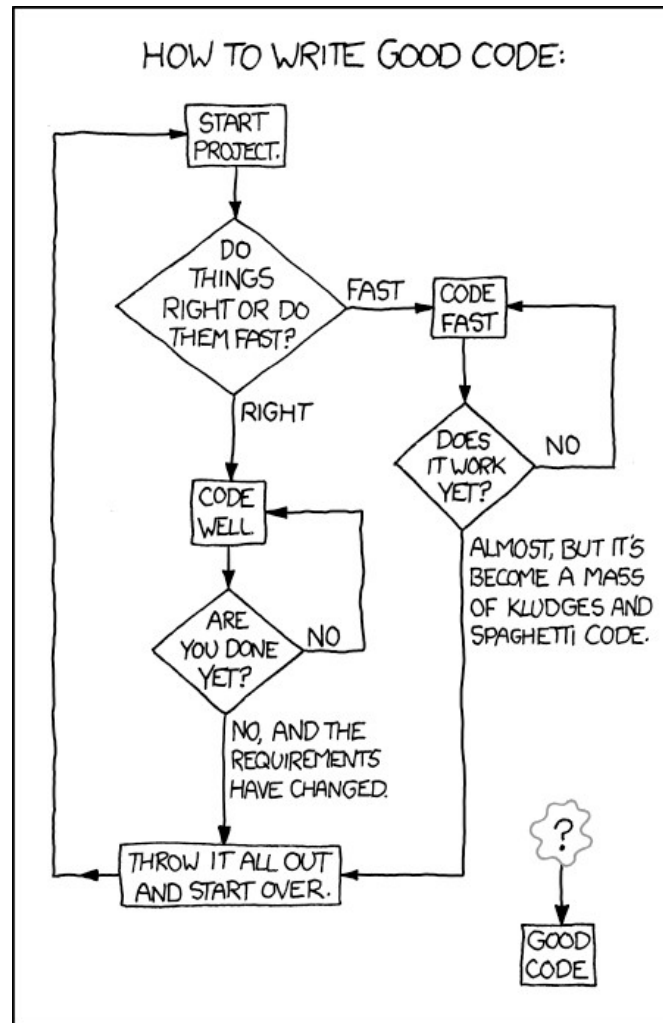 HOW TO WRITE GOOD CODE:
START
PROJECT.
DO
THINGS
RIGHT OR DO
THEM FAST?
FAST
CODE
FAST
RIGHT
DOES
IT WORK
YET?
NO
CODE
WELL
ALMOST, BUT IT'S
BECOME A MASS
OF KLUDGES AND
SPAGHETTI CODE.
ARE
YOU DONE
YET?
NO
NO, AND THE
REQUIREMENTS
HAVE CHANGED.
THROW IT ALL OUT
AND START OVER.
?
GOOD
CODE